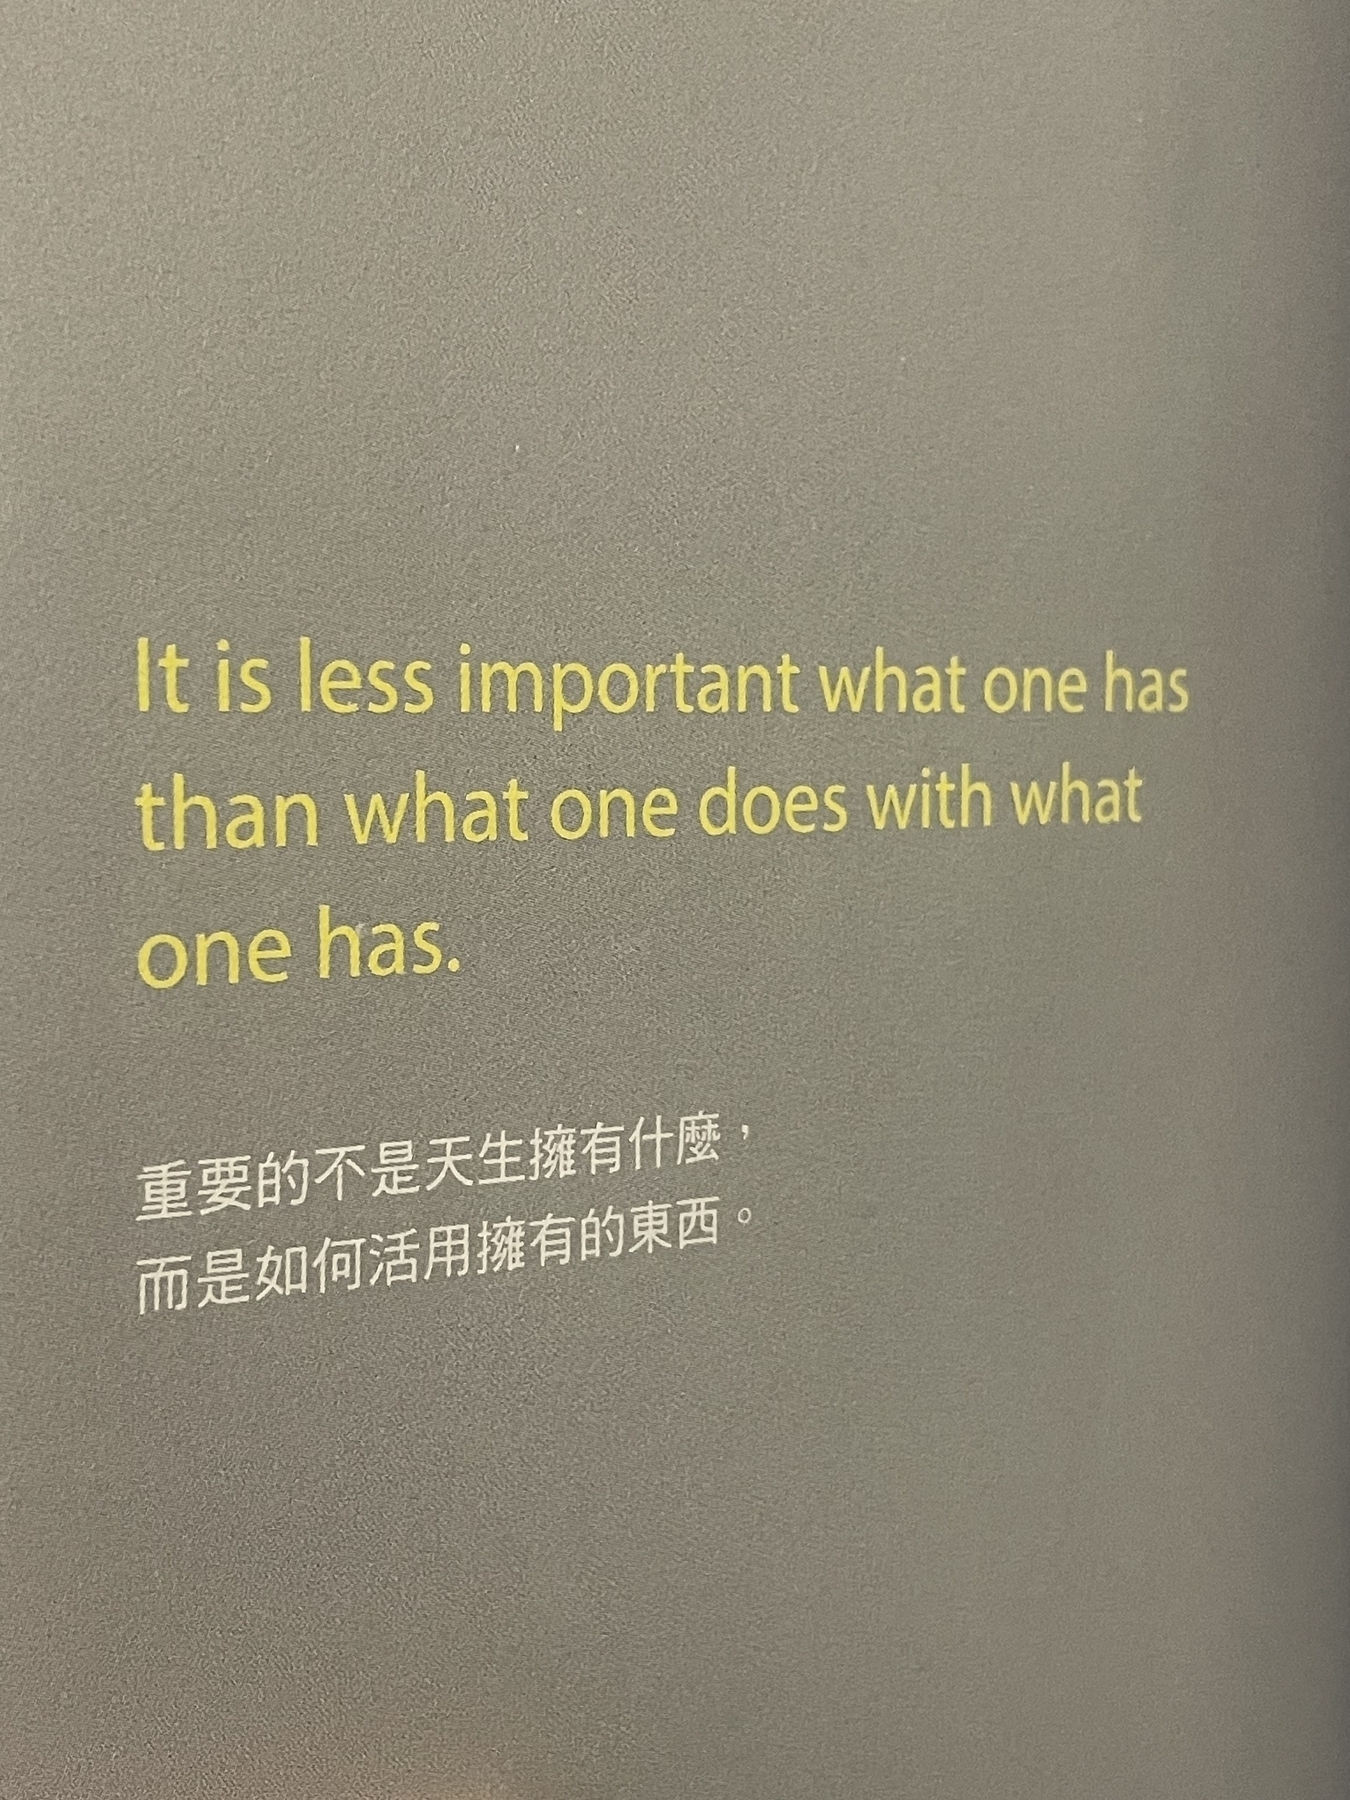 It is less important what one has
than what one does with what
one has.
重要的不是天生擁有什麼，
而是如何活用擁有的東西。